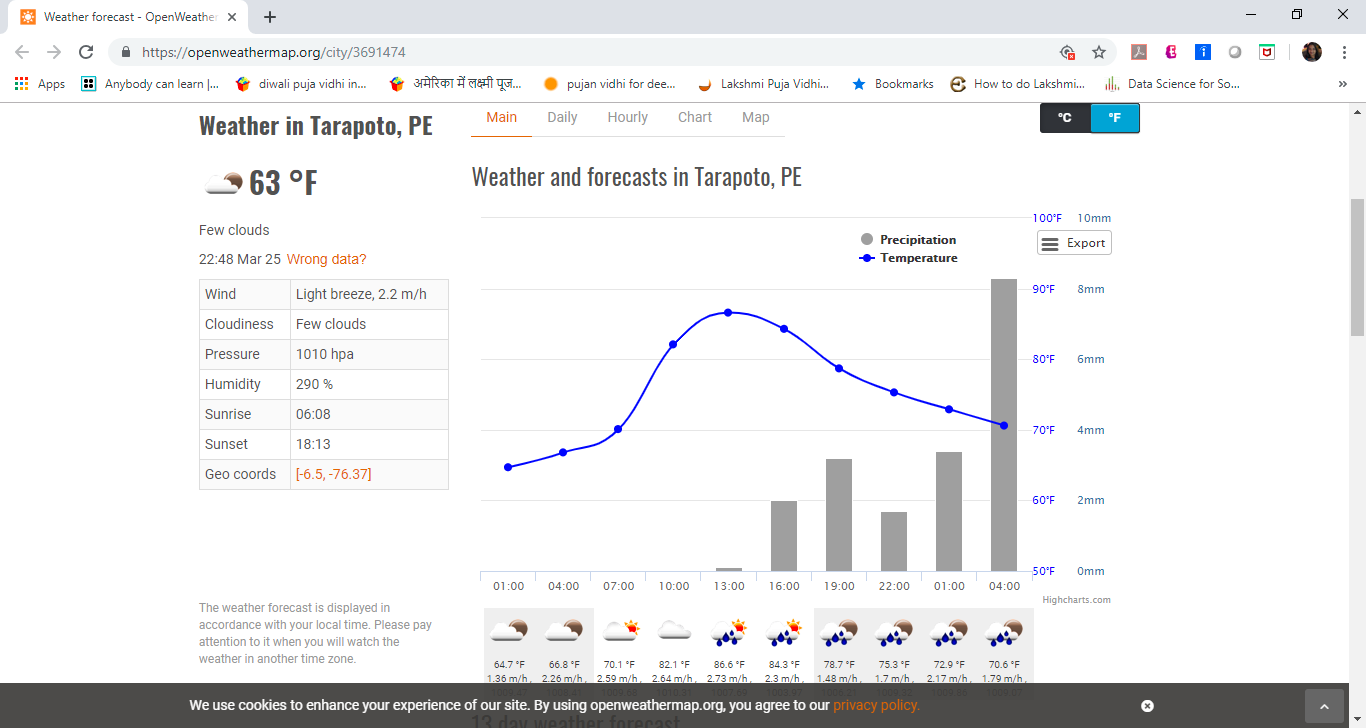 Weather forecast - OpenWeather
https://openweathermap.org/city/3691474
Apps
Anybody can learn |...
diwali puja vidhi in...
अमेरिका में लक्ष्मी पूज...
pujan vidhi for dee...
Lakshmi Puja Vidhi...
Bookmarks
How to do Lakshmi...
Data Science for So...
»
Weather in Tarapoto, PE
63 °F
Few clouds
22:48 Mar 25 Wrong data?
Wind Light breeze, 2.2 m/h
Cloudiness Few clouds
Pressure 1010 hpa
Humidity 290 %
Sunrise 06:08
Sunset 18:13
Geo coords [-6.5, -76.37]
The weather forecast is displayed in
accordance with your local time. Please pay
attention to it when you will watch the
weather in another time zone.
Main Daily Hourly Chart Map
°C °F
Weather and forecasts in Tarapoto, PE
Precipitation
Temperature
Export
100°F 10mm
90°F 8mm
80°F 6mm
70°F 4mm
60°F 2mm
50°F 0mm
01:00 04:00 07:00 10:00 13:00 16:00 19:00 22:00 01:00 04:00
Highcharts.com
64.7 °F 66.8 °F 70.1 °F 82.1 °F 86.6 °F 84.3 °F 78.7 °F 75.3 °F 72.9 °F 70.6 °F
1.36 m/h, 2.26 m/h, 2.59 m/h, 2.64 m/h, 2.73 m/h, 2.3 m/h, 1.48 m/h, 1.7 m/h, 2.17 m/h, 1.79 m/h,
We use cookies to enhance your experience of our site. By using openweathermap.org, you agree to our privacy policy.
13 day weather forecast